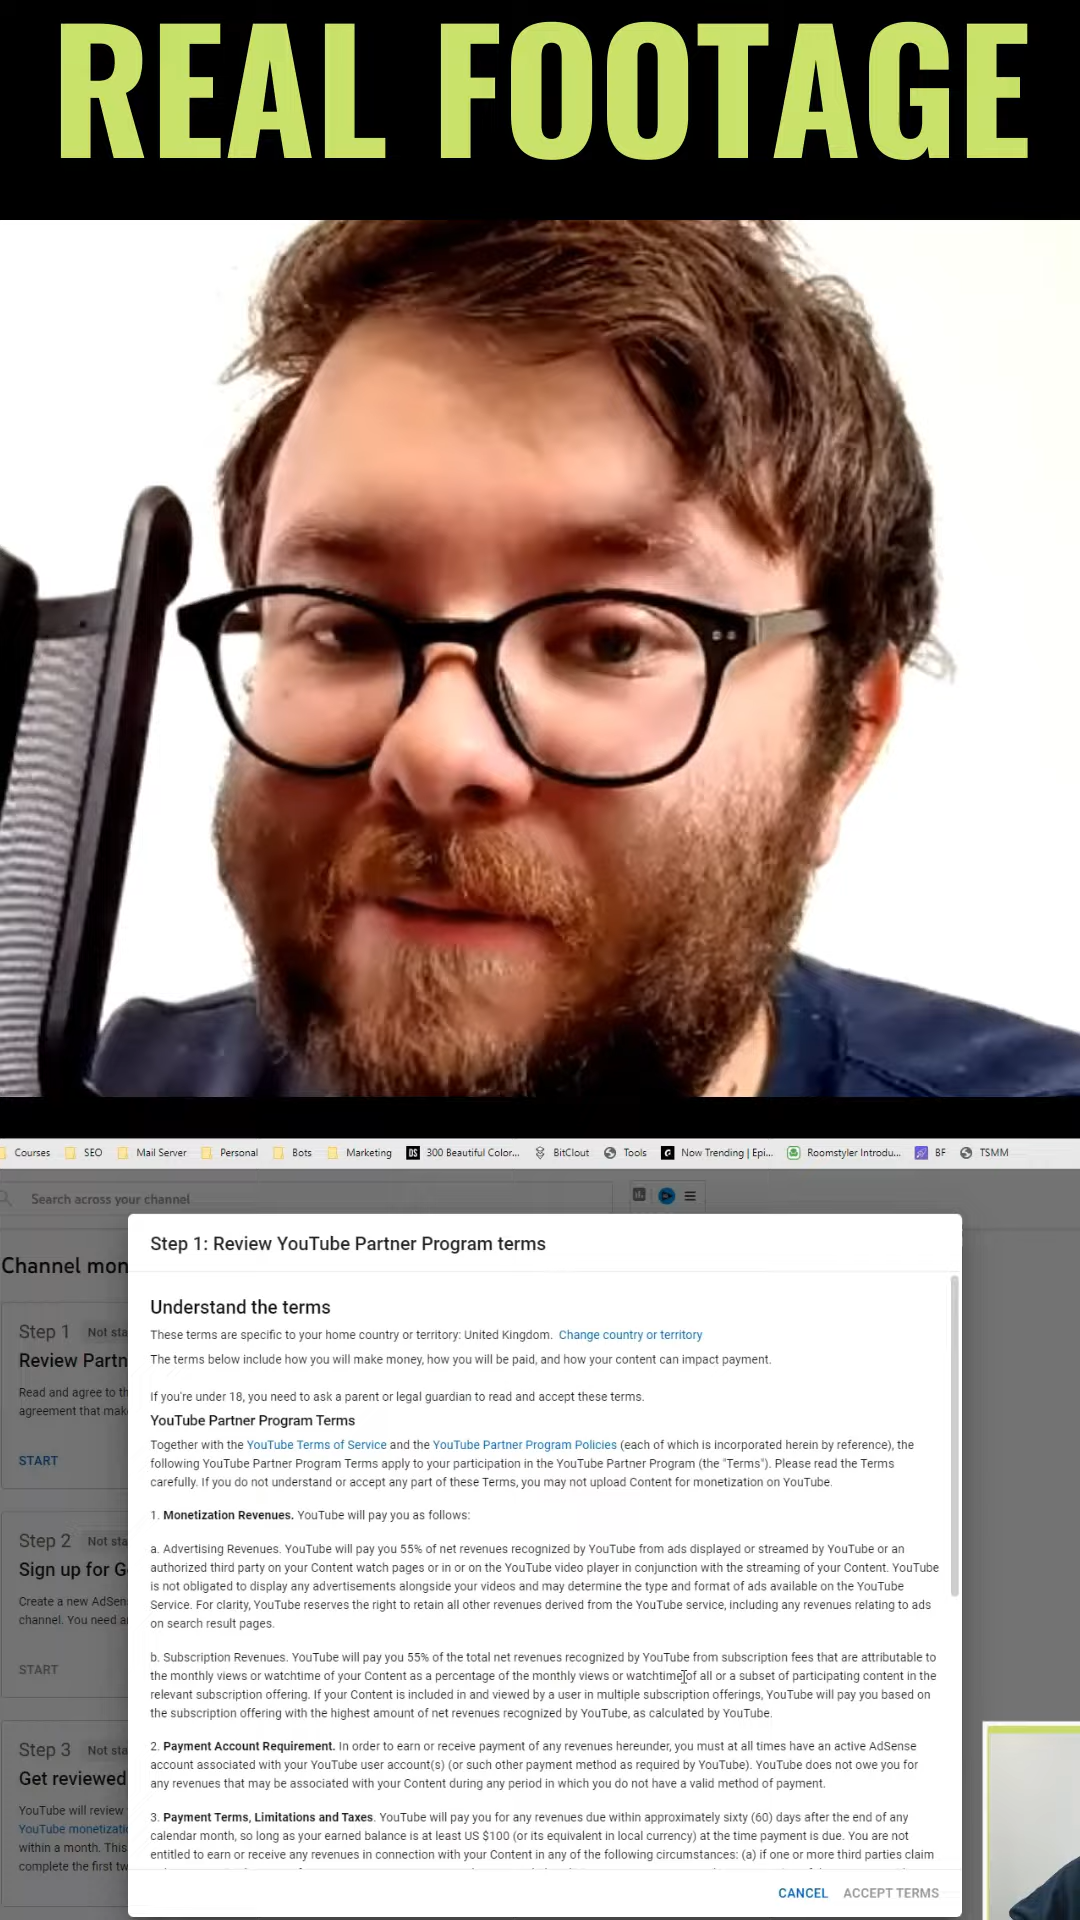 REAL FOOTAGE
Courses SEO Mail Server Personal Bots Marketing DS 300 Beautiful Color... BitClout Tools Now Trending | Epi... Roomstyler Introdu... BF TSMM
Search across your channel
Step 1: Review YouTube Partner Program terms
Channel mon
Understand the terms
These terms are specific to your home country or territory: United Kingdom. Change country or territory
The terms below include how you will make money, how you will be paid, and how your content can impact payment.
If you're under 18, you need to ask a parent or legal guardian to read and accept these terms.
YouTube Partner Program Terms
Together with the YouTube Terms of Service and the YouTube Partner Program Policies (each of which is incorporated herein by reference), the
following YouTube Partner Program Terms apply to your participation in the YouTube Partner Program (the "Terms"). Please read the Terms
carefully. If you do not understand or accept any part of these Terms, you may not upload Content for monetization on YouTube.
1. Monetization Revenues. YouTube will pay you as follows:
a. Advertising Revenues. YouTube will pay you 55% of net revenues recognized by YouTube from ads displayed or streamed by YouTube or an
authorized third party on your Content watch pages or in or on the YouTube video player in conjunction with the streaming of your Content. YouTube
is not obligated to display any advertisements alongside your videos and may determine the type and format of ads available on the YouTube
Service. For clarity, YouTube reserves the right to retain all other revenues derived from the YouTube service, including any revenues relating to ads
on search result pages.
b. Subscription Revenues. YouTube will pay you 55% of the total net revenues recognized by YouTube from subscription fees that are attributable to
the monthly views or watchtime of your Content as a percentage of the monthly views or watchtime of all or a subset of participating content in the
relevant subscription offering. If your Content is included in and viewed by a user in multiple subscription offerings, YouTube will pay you based on
the subscription offering with the highest amount of net revenues recognized by YouTube, as calculated by YouTube.
2. Payment Account Requirement. In order to earn or receive payment of any revenues hereunder, you must at all times have an active AdSense
account associated with your YouTube user account(s) (or such other payment method as required by YouTube). YouTube does not owe you for
any revenues that may be associated with your Content during any period in which you do not have a valid method of payment.
3. Payment Terms, Limitations and Taxes. YouTube will pay you for any revenues due within approximately sixty (60) days after the end of any
calendar month, so long as your earned balance is at least US $100 (or its equivalent in local currency) at the time payment is due. You are not
entitled to earn or receive any revenues in connection with your Content in any of the following circumstances: (a) if one or more third parties claim
CANCEL ACCEPT TERMS
Step 1 Not sta
Review Partn
Read and agree to th
agreement that mak
START
Step 2 Not sta
Sign up for G
Create a new AdSen
channel. You need a
START
Step 3 Not sta
Get reviewed
YouTube will review
YouTube monetizati
within a month. This
complete the first tw